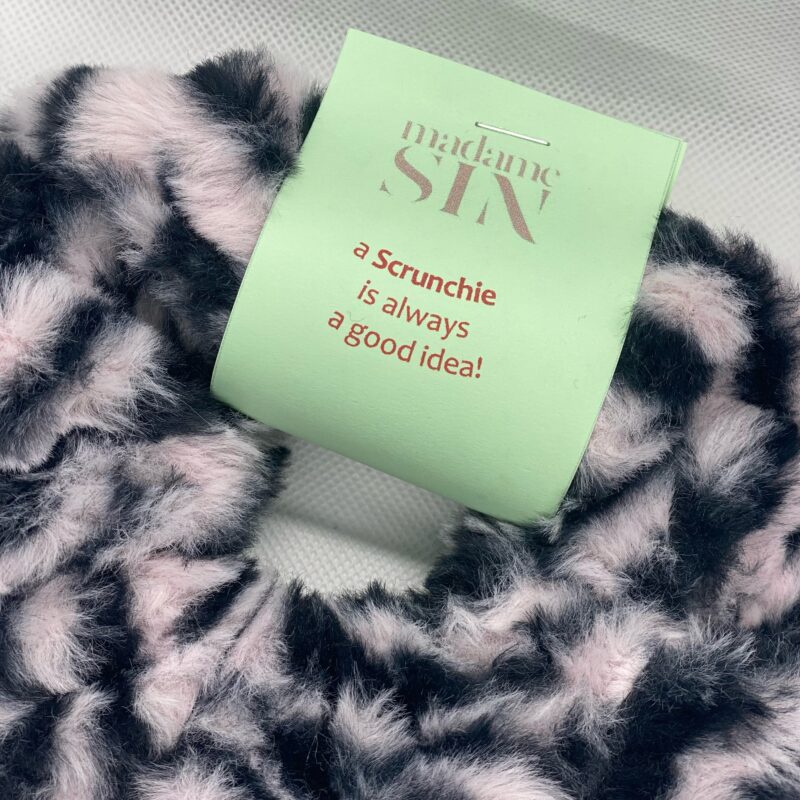 madame
SIN
a Scrunchie
is always
a good idea!